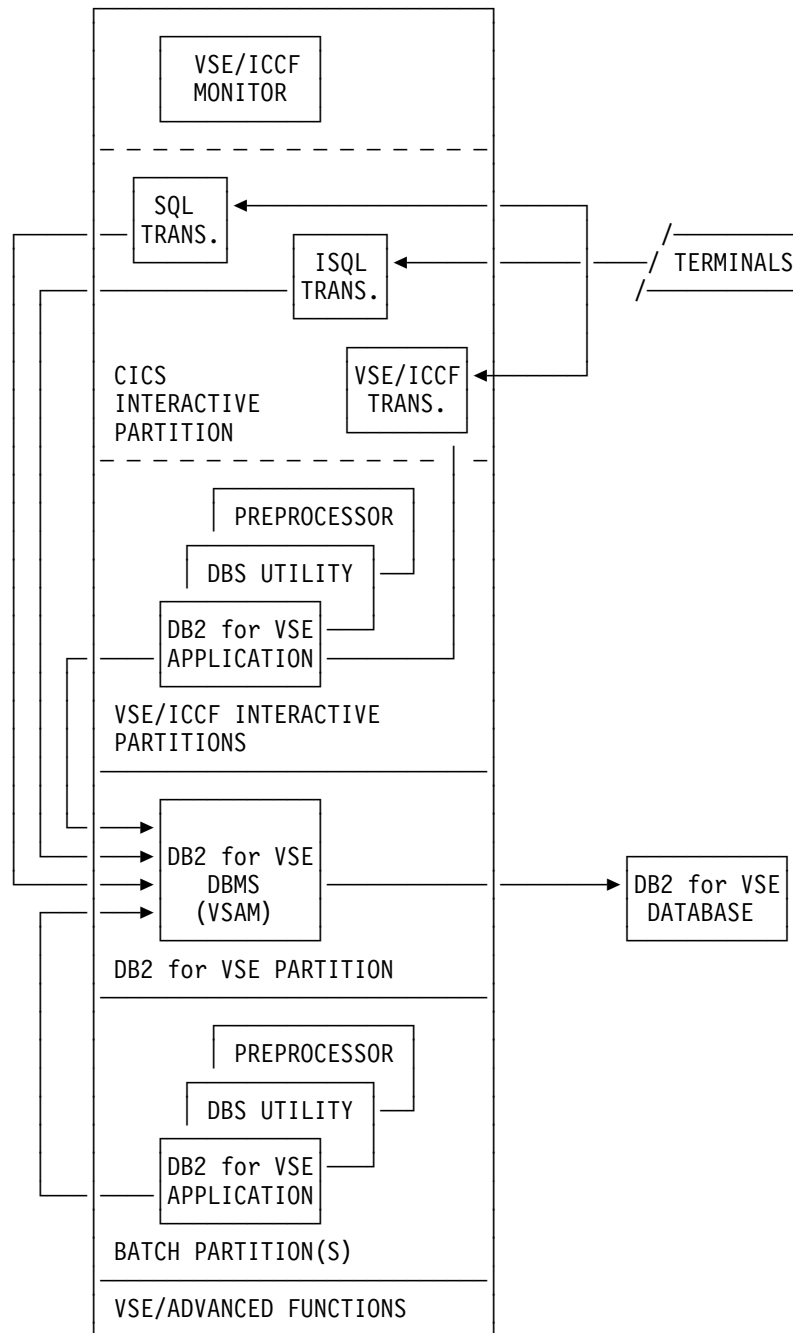 VSE/ICCF
MONITOR
SQL
TRANS.
ISQL
TRANS.
TERMINALS
CICS
INTERACTIVE
PARTITION
VSE/ICCF
TRANS.
PREPROCESSOR
DBS UTILITY
DB2 for VSE
APPLICATION
VSE/ICCF INTERACTIVE
PARTITIONS
DB2 for VSE
DBMS
(VSAM)
DB2 for VSE
DATABASE
DB2 for VSE PARTITION
PREPROCESSOR
DBS UTILITY
DB2 for VSE
APPLICATION
BATCH PARTITION(S)
VSE/ADVANCED FUNCTIONS